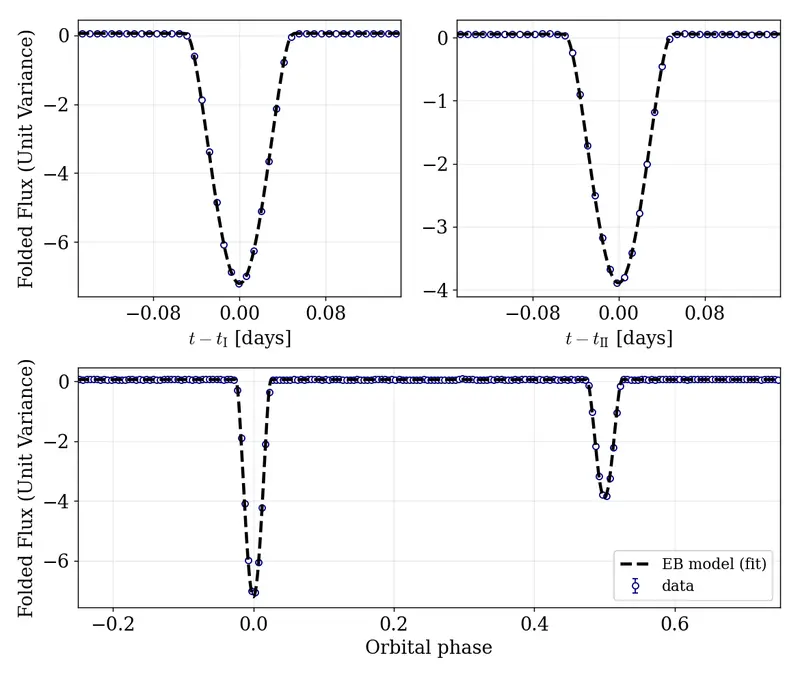 Folded Flux (Unit Variance)
0
−2
−4
−6
−0.08 0.00 0.08
t − tI [days]
0
−1
−2
−3
−4
−0.08 0.00 0.08
t − tII [days]
Folded Flux (Unit Variance)
0
−2
−4
−6
−0.2 0.0 0.2 0.4 0.6
Orbital phase
EB model (fit)
data